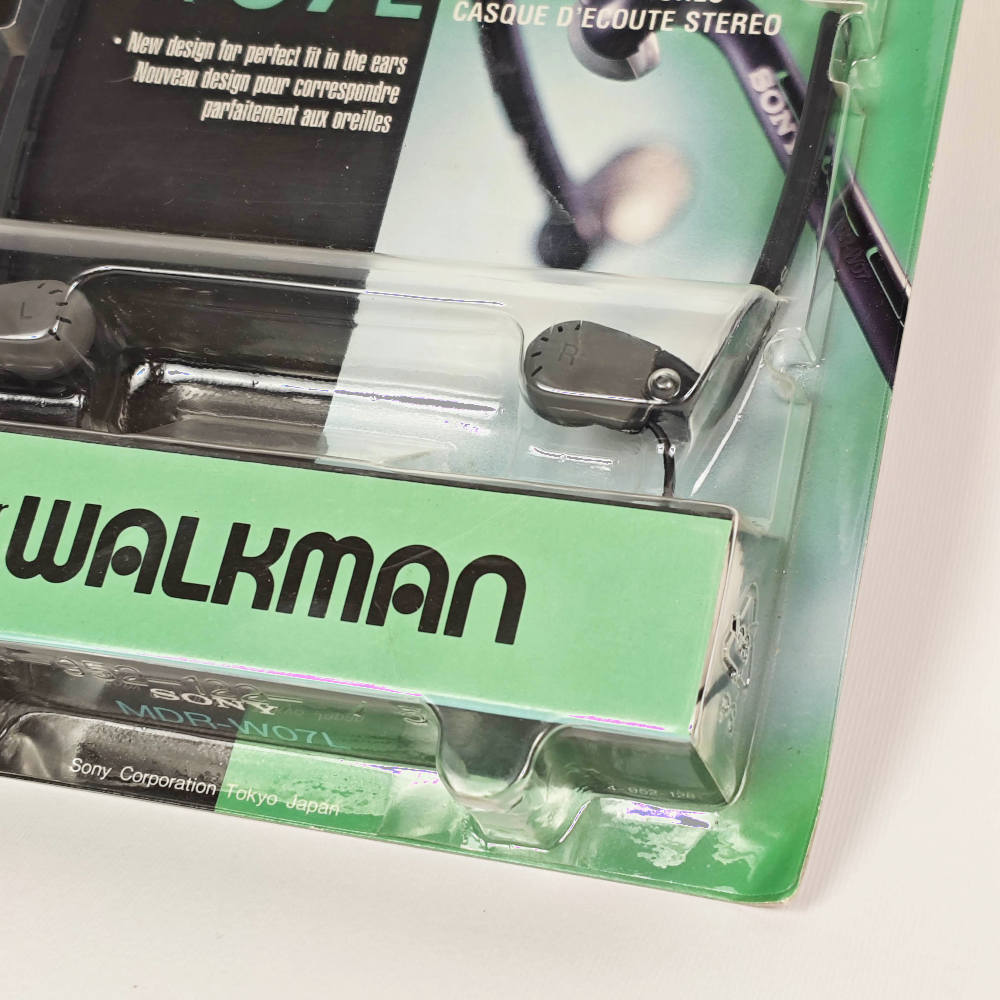 07L
CASQUE D'ECOUTE STEREO
• New design for perfect fit in the ears
Nouveau design pour correspondre
parfaitement aux oreilles
SONY
L
R
WALKMAN
SONY
MDR-W07L
Sony Corporation Tokyo Japan